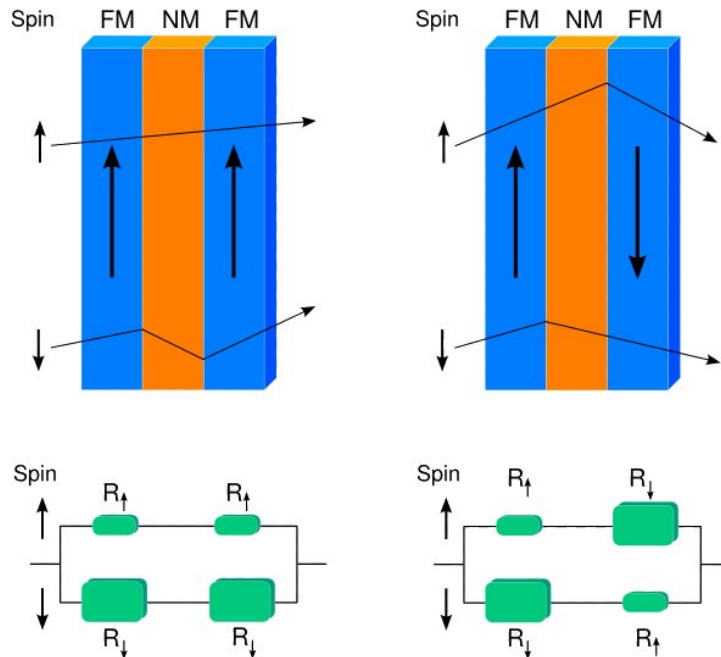 Spin FM NM FM
Spin FM NM FM
Spin
R↑ R↑
R↓ R↓
Spin
R↑ R↓
R↓ R↑